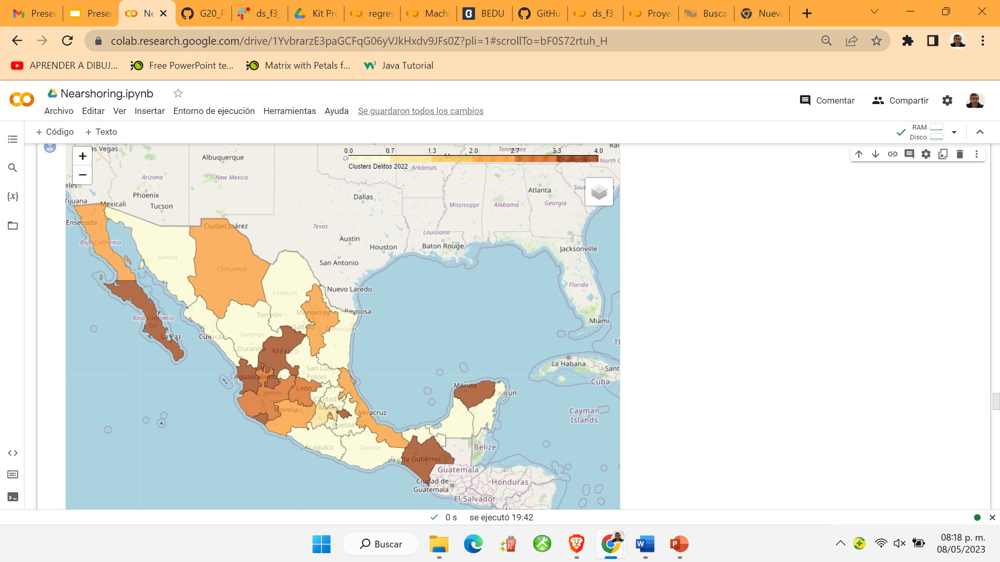 Preser
Preser
Ne
G20_P
ds_f3_
Kit Pro
regres
Machi
BEDU
GitHu
ds_f3_
Proye
Busca
Nueva
colab.research.google.com/drive/1YvbrarzE3paGCFqG06yVJkHxdv9JFs0Z?pli=1#scrollTo=bF0S72rtuh_H
APRENDER A DIBUJ...
Free PowerPoint te...
Matrix with Petals f...
Java Tutorial
Nearshoring.ipynb
Comentar
Compartir
Archivo Editar Ver Insertar Entorno de ejecución Herramientas Ayuda Se guardaron todos los cambios
+ Código + Texto
RAM
Disco
+
−
0.0 0.7 1.3 2.0 2.7 3.3 4.0
Clusters Delitos 2022
as Vegas
Albuquerque
Tennessee
Memphis
Charlotte
North C
Arkansas
Arizona
New Mexico
Phoenix
Tucson
Dallas
Atlanta
Mississippi
Alabama
Georgia
Tijuana
Mexicali
Ensenada
Ciudad Juárez
Texas
Louisiana
Austin
Houston
Baton Rouge
Jacksonville
San Antonio
Baja California
Sonora
Chihuahua
Nuevo Laredo
Coahuila
Florida
Torreón
Monterrey
Reynosa
Saltillo
Tamaulipas
Miami
Baja California
Sur
La Paz
Culiacán
Durango
Durango
México
La Habana
Sant
Cuba
San Luis
Potosí
Aguascalientes
León
Jalisco
Mérida
Cancún
Ciudad de
México
Morelia
Veracruz
Puebla
Cayman
Islands
Acapulco
Oaxaca
Belize
Tuxtla Gutiérrez
Guatemala
Ciudad de
Guatemala
Honduras
El Salvador
Nicaragua
{x}
<>
0 s se ejecutó 19:42
Buscar
08:18 p. m.
08/05/2023